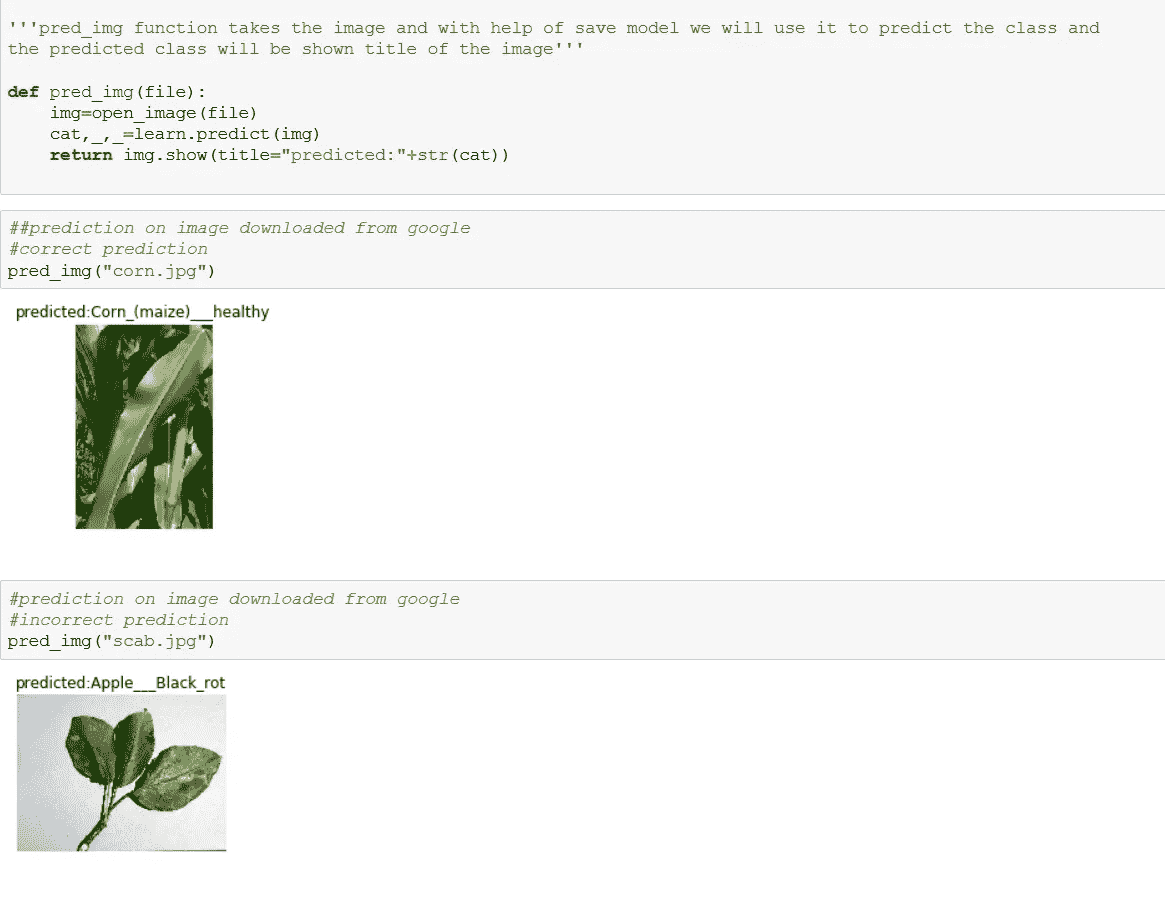 '''pred_img function takes the image and with help of save model we will use it to predict the class and
the predicted class will be shown title of the image'''
def pred_img(file):
    img=open_image(file)
    cat,_,_=learn.predict(img)
    return img.show(title="predicted:"+str(cat))
##prediction on image downloaded from google
#correct prediction
pred_img("corn.jpg")
predicted:Corn_(maize)___healthy
#prediction on image downloaded from google
#incorrect prediction
pred_img("scab.jpg")
predicted:Apple___Black_rot